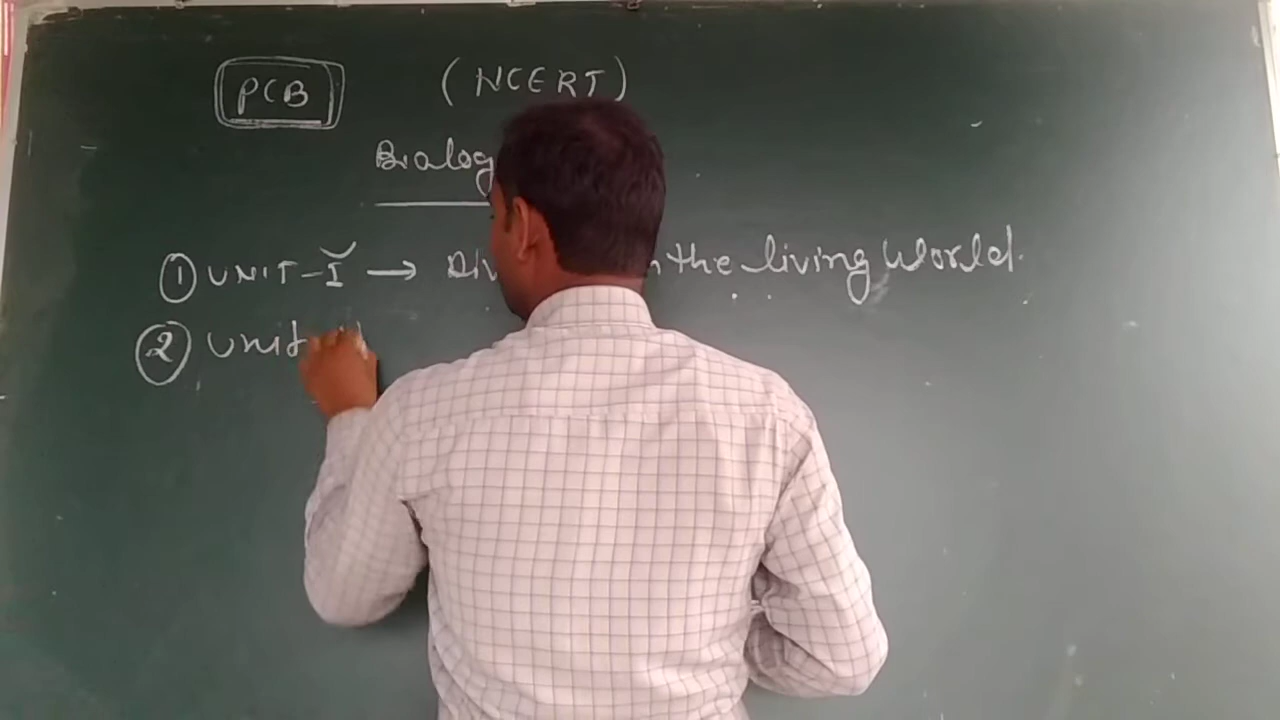 PCB (NCERT)
Biolog
① UNIT-I → Div n the living World.
② Unit